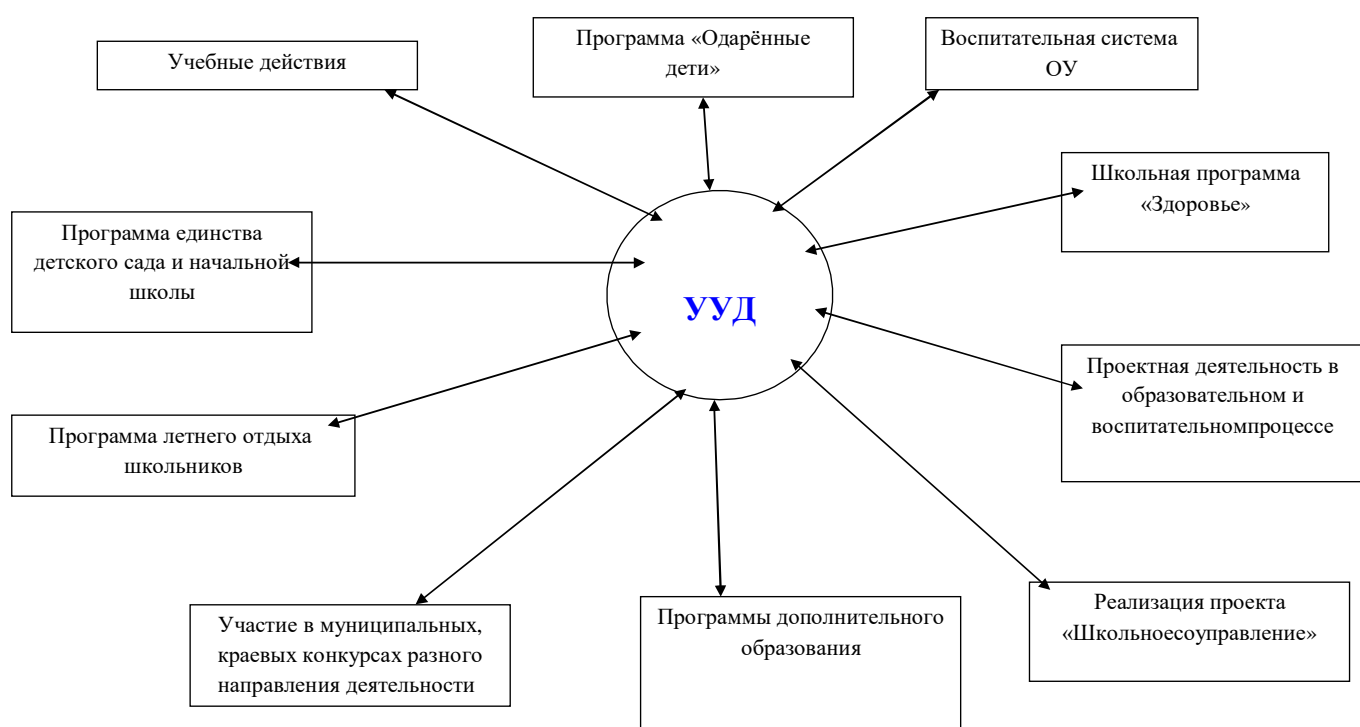 Учебные действия
Программа «Одарённые
дети»
Воспитательная система
ОУ
Школьная программа
«Здоровье»
Программа единства
детского сада и начальной
школы
УУД
Проектная деятельность в
образовательном и
воспитательномпроцессе
Программа летнего отдыха
школьников
Реализация проекта
«Школьноесоуправление»
Участие в муниципальных,
краевых конкурсах разного
направления деятельности
Программы дополнительного
образования